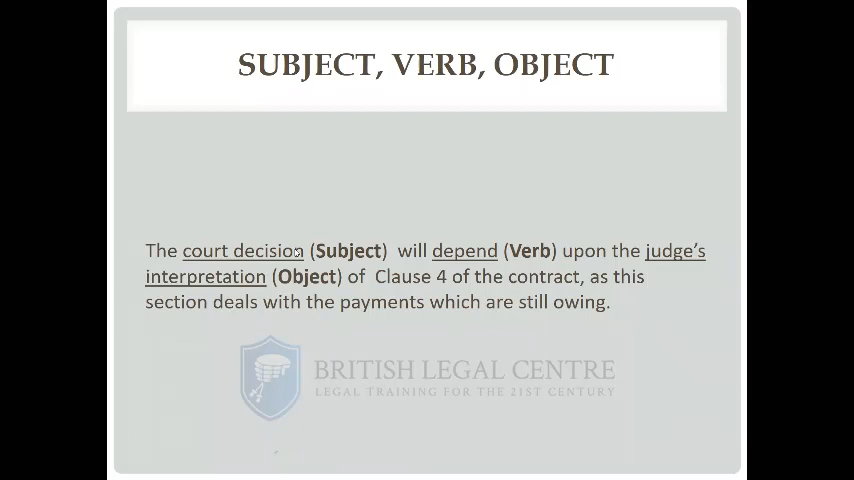 SUBJECT, VERB, OBJECT
The court decision (Subject)  will depend (Verb) upon the judge's
interpretation (Object) of  Clause 4 of the contract, as this
section deals with the payments which are still owing.
BRITISH LEGAL CENTRE
LEGAL TRAINING FOR THE 21ST CENTURY